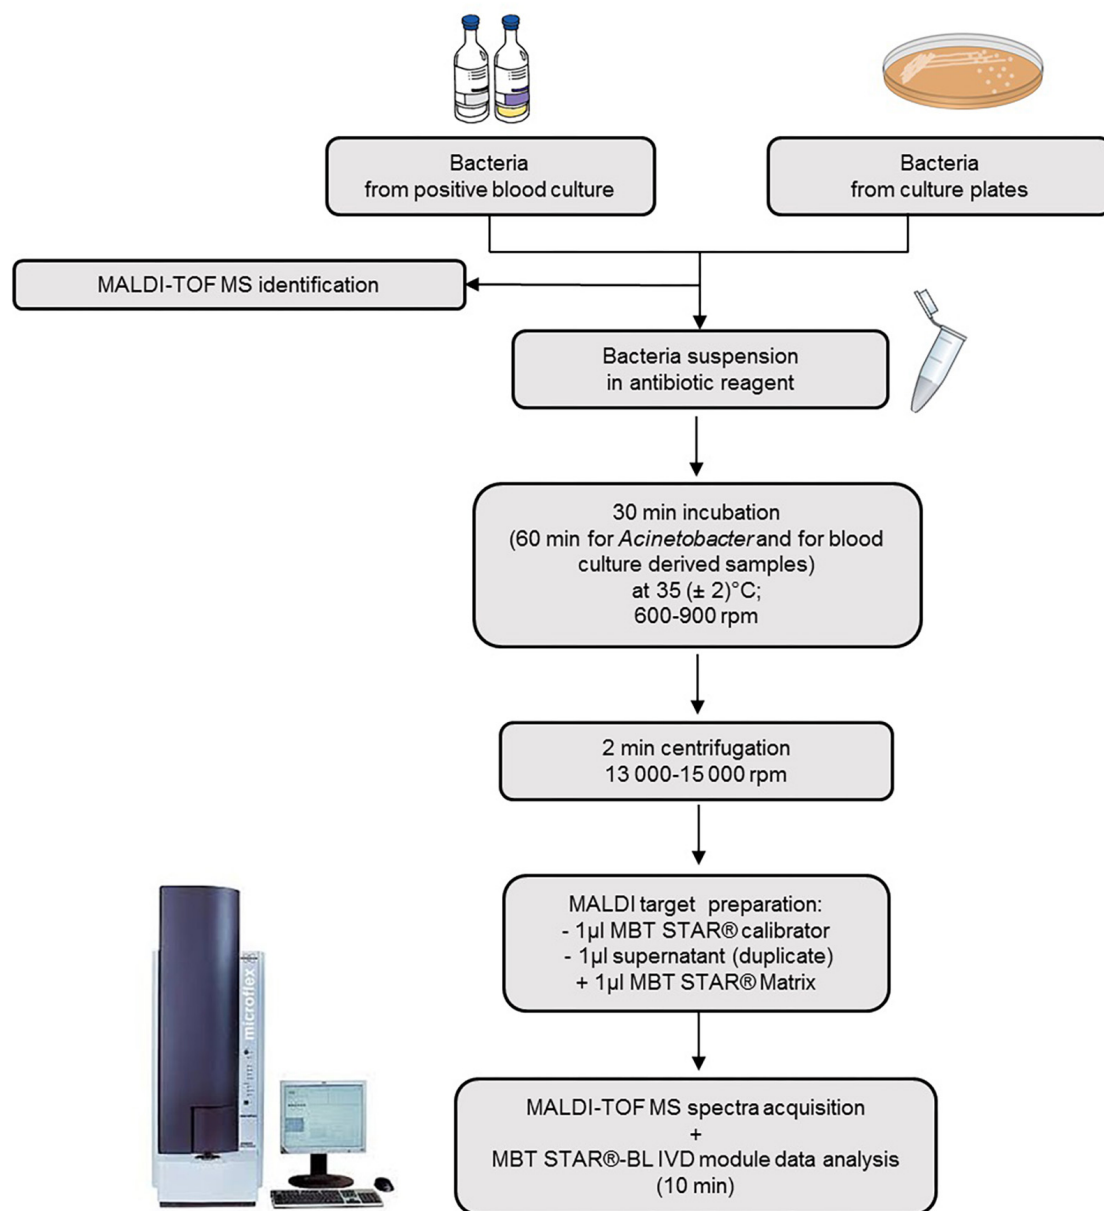 Bacteria
from positive blood culture
Bacteria
from culture plates
MALDI-TOF MS identification
Bacteria suspension
in antibiotic reagent
30 min incubation
(60 min for Acinetobacter and for blood
culture derived samples)
at 35 (± 2)°C;
600-900 rpm
2 min centrifugation
13 000-15 000 rpm
MALDI target preparation:
- 1µl MBT STAR® calibrator
- 1µl supernatant (duplicate)
+ 1µl MBT STAR® Matrix
microflex
MALDI-TOF MS spectra acquisition
+
MBT STAR®-BL IVD module data analysis
(10 min)